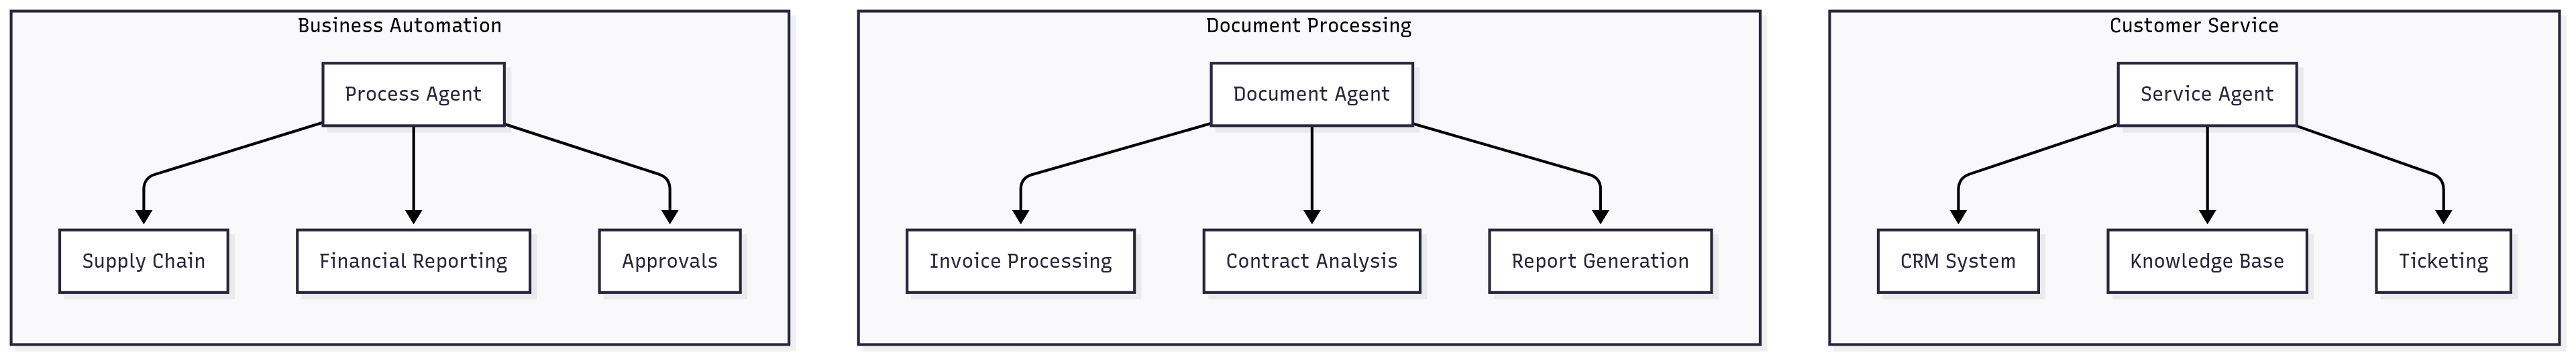 Business Automation
Process Agent
Supply Chain
Financial Reporting
Approvals
Document Processing
Document Agent
Invoice Processing
Contract Analysis
Report Generation
Customer Service
Service Agent
CRM System
Knowledge Base
Ticketing